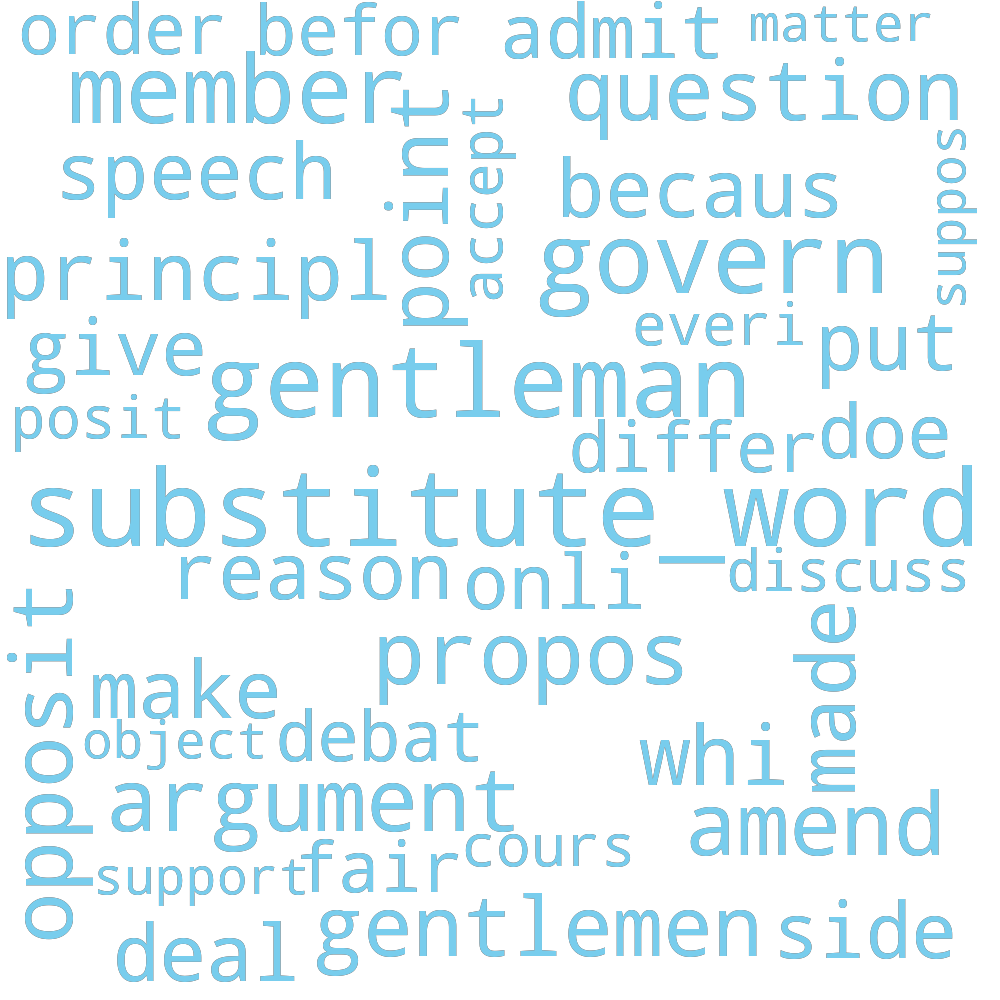 order befor admit matter
member question
speech point accept becaus suppos
principl govern
give everi put
posit gentleman
differ doe
substitute_word
reason onli discuss
opposit propos made
make
object debat whi
argument amend
support fair cours
deal gentlemen side